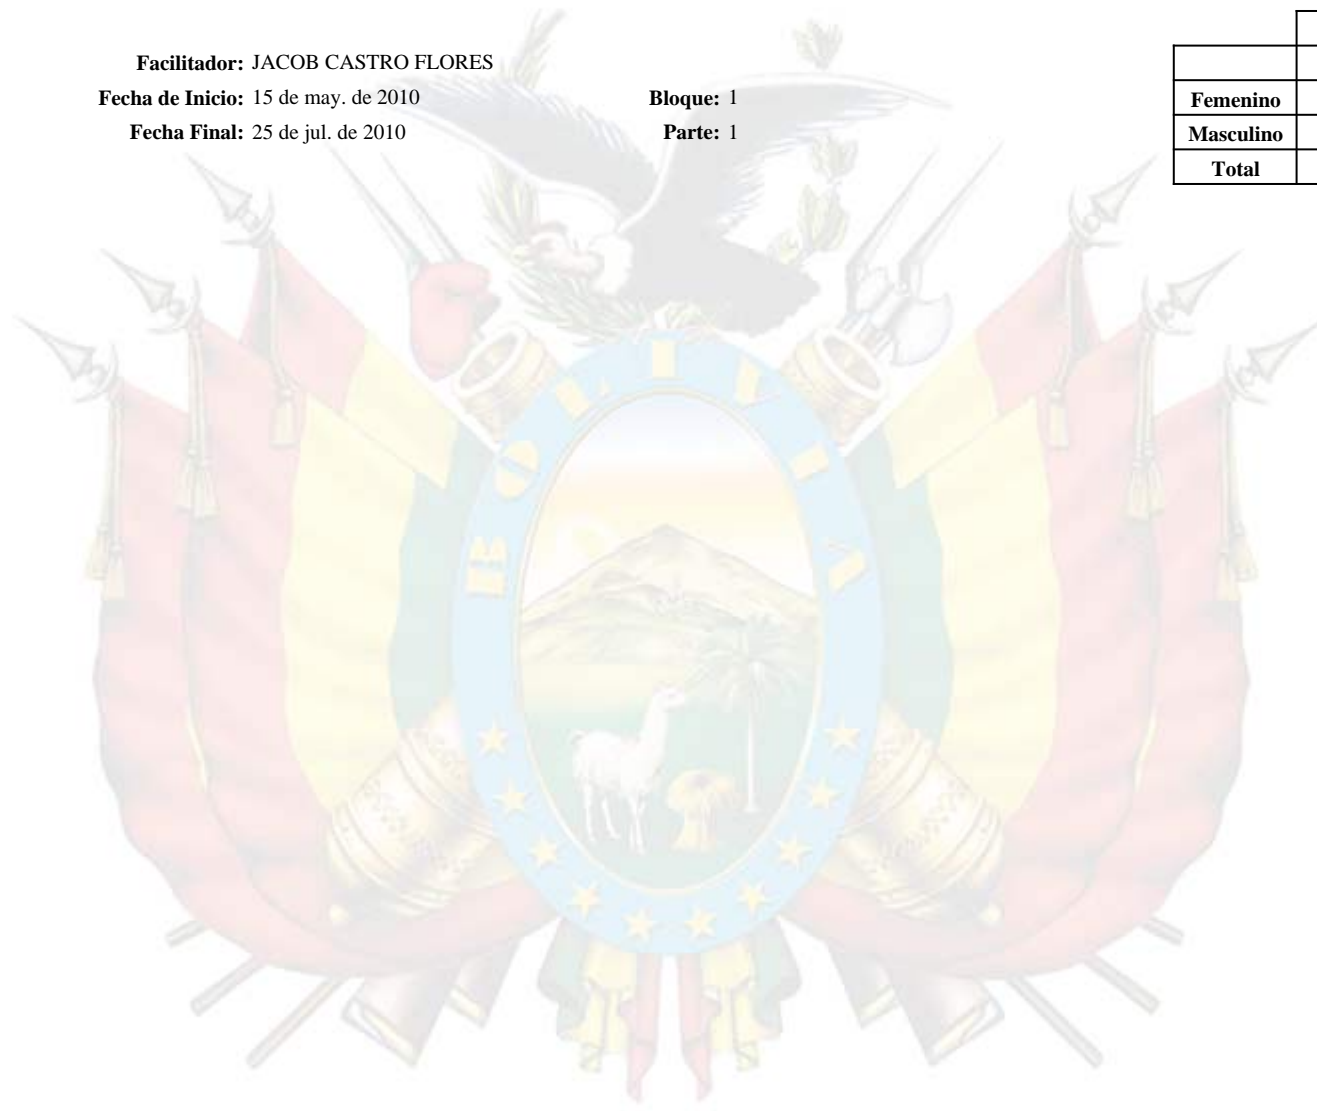 Facilitador: JACOB CASTRO FLORES
Fecha de Inicio: 15 de may. de 2010 Bloque: 1
Fecha Final: 25 de jul. de 2010 Parte: 1
Femenino
Masculino
Total
BOLIVIA